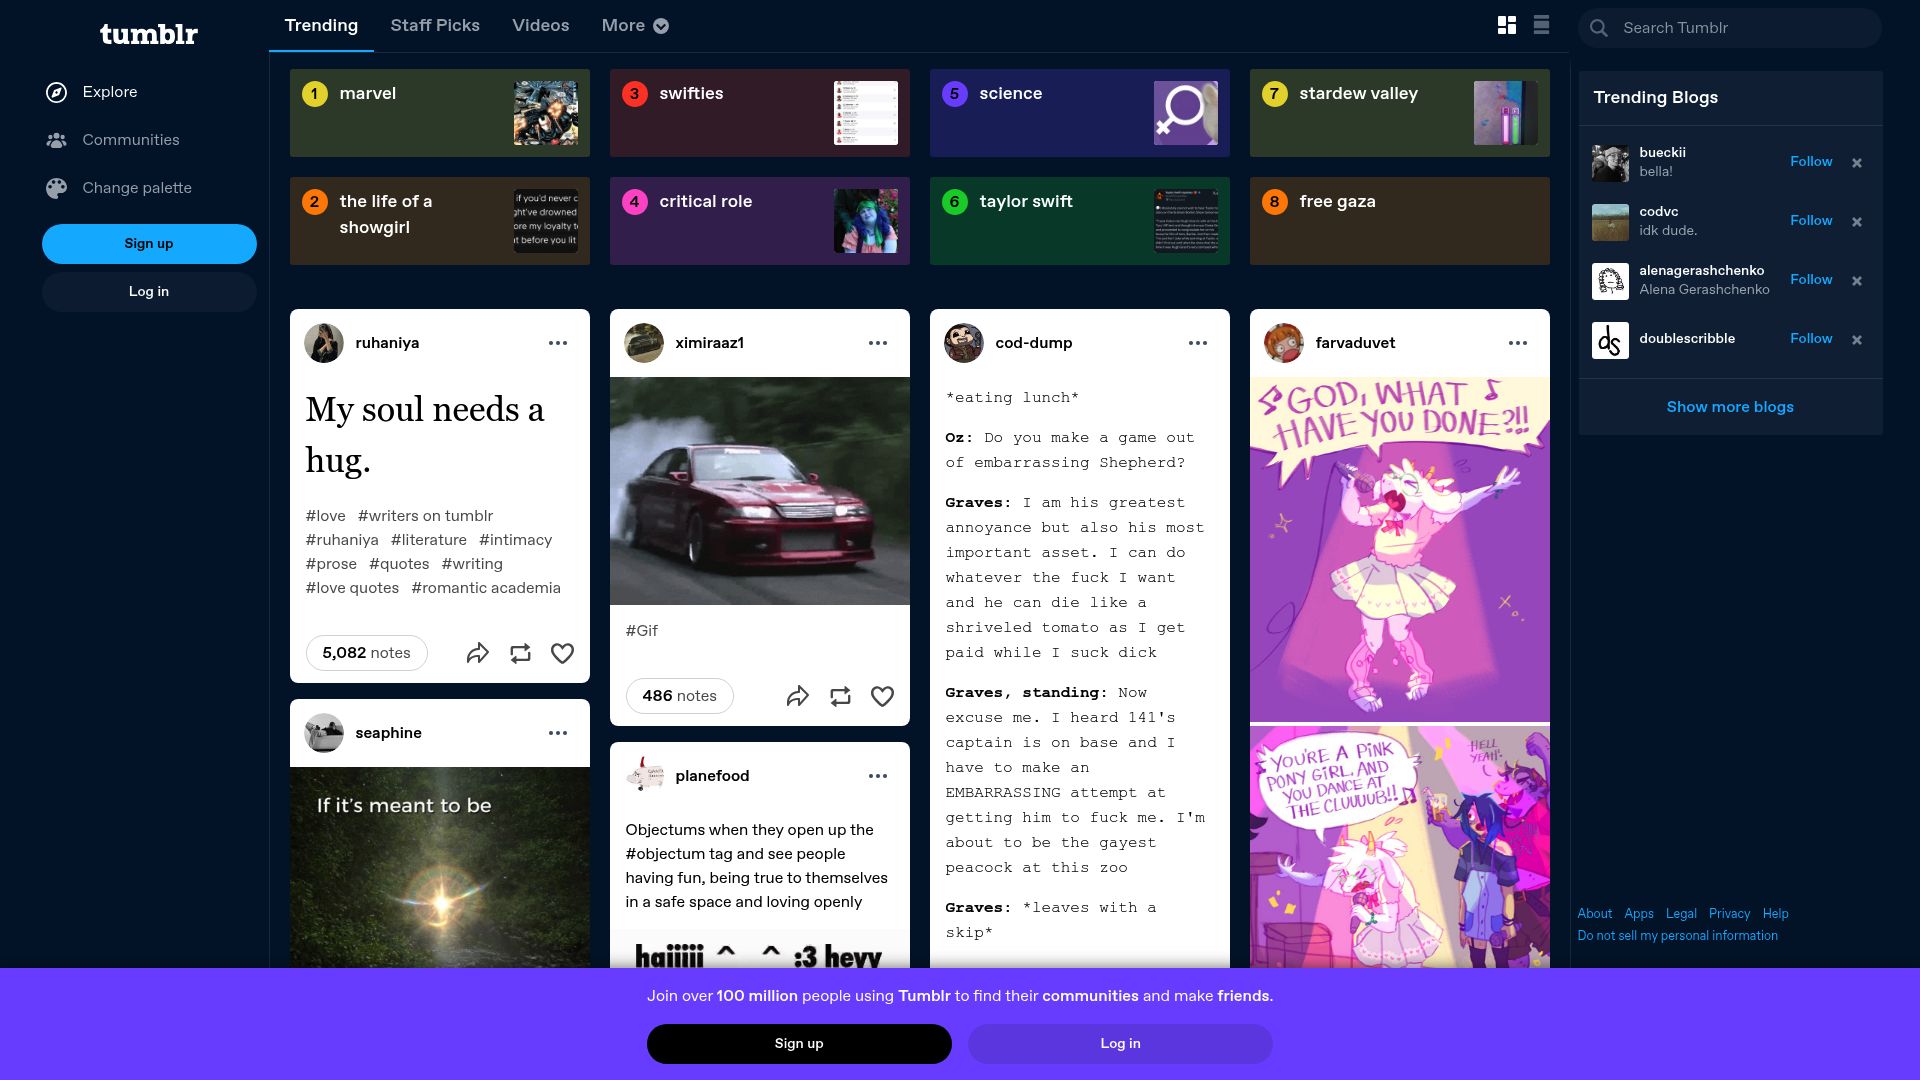 tumblr
Explore
Communities
Change palette
Sign up
Log in
Trending
Staff Picks
Videos
More
Search Tumblr
1 marvel
3 swifties
5 science
7 stardew valley
2 the life of a
showgirl
if you'd never c
ght've drowned
ore my loyalty t
t before you lit
4 critical role
6 taylor swift
8 free gaza
ruhaniya
My soul needs a
hug.
#love #writers on tumblr
#ruhaniya #literature #intimacy
#prose #quotes #writing
#love quotes #romantic academia
5,082 notes
seaphine
If it's meant to be
ximiraaz1
#Gif
486 notes
planefood
Objectums when they open up the
#objectum tag and see people
having fun, being true to themselves
in a safe space and loving openly
haiiiii ^ ^ :3 hevv
cod-dump
*eating lunch*
Oz: Do you make a game out
of embarrassing Shepherd?
Graves: I am his greatest
annoyance but also his most
important asset. I can do
whatever the fuck I want
and he can die like a
shriveled tomato as I get
paid while I suck dick
Graves, standing: Now
excuse me. I heard 141's
captain is on base and I
have to make an
EMBARRASSING attempt at
getting him to fuck me. I'm
about to be the gayest
peacock at this zoo
Graves: *leaves with a
skip*
farvaduvet
GOD, WHAT
HAVE YOU DONE?!!
YOU'RE A PINK
PONY GIRL, AND
YOU DANCE AT
THE CLUUUUB!!
HELL
YEAH!
Trending Blogs
bueckii
bella!
Follow
codvc
idk dude.
Follow
alenagerashchenko
Alena Gerashchenko
Follow
ds
doublescribble
Follow
Show more blogs
About Apps Legal Privacy Help
Do not sell my personal information
Join over 100 million people using Tumblr to find their communities and make friends.
Sign up
Log in